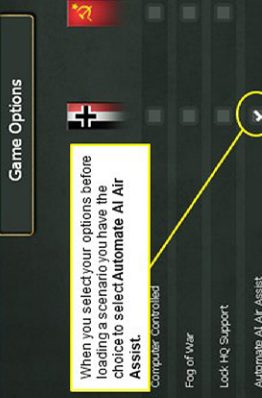 Game Options
When you select your options before
loading a scenario you have the
choice to select Automate AI Air
Assist.
Computer Controlled
Fog of War
Lock HQ Support
Automate AI Air Assist